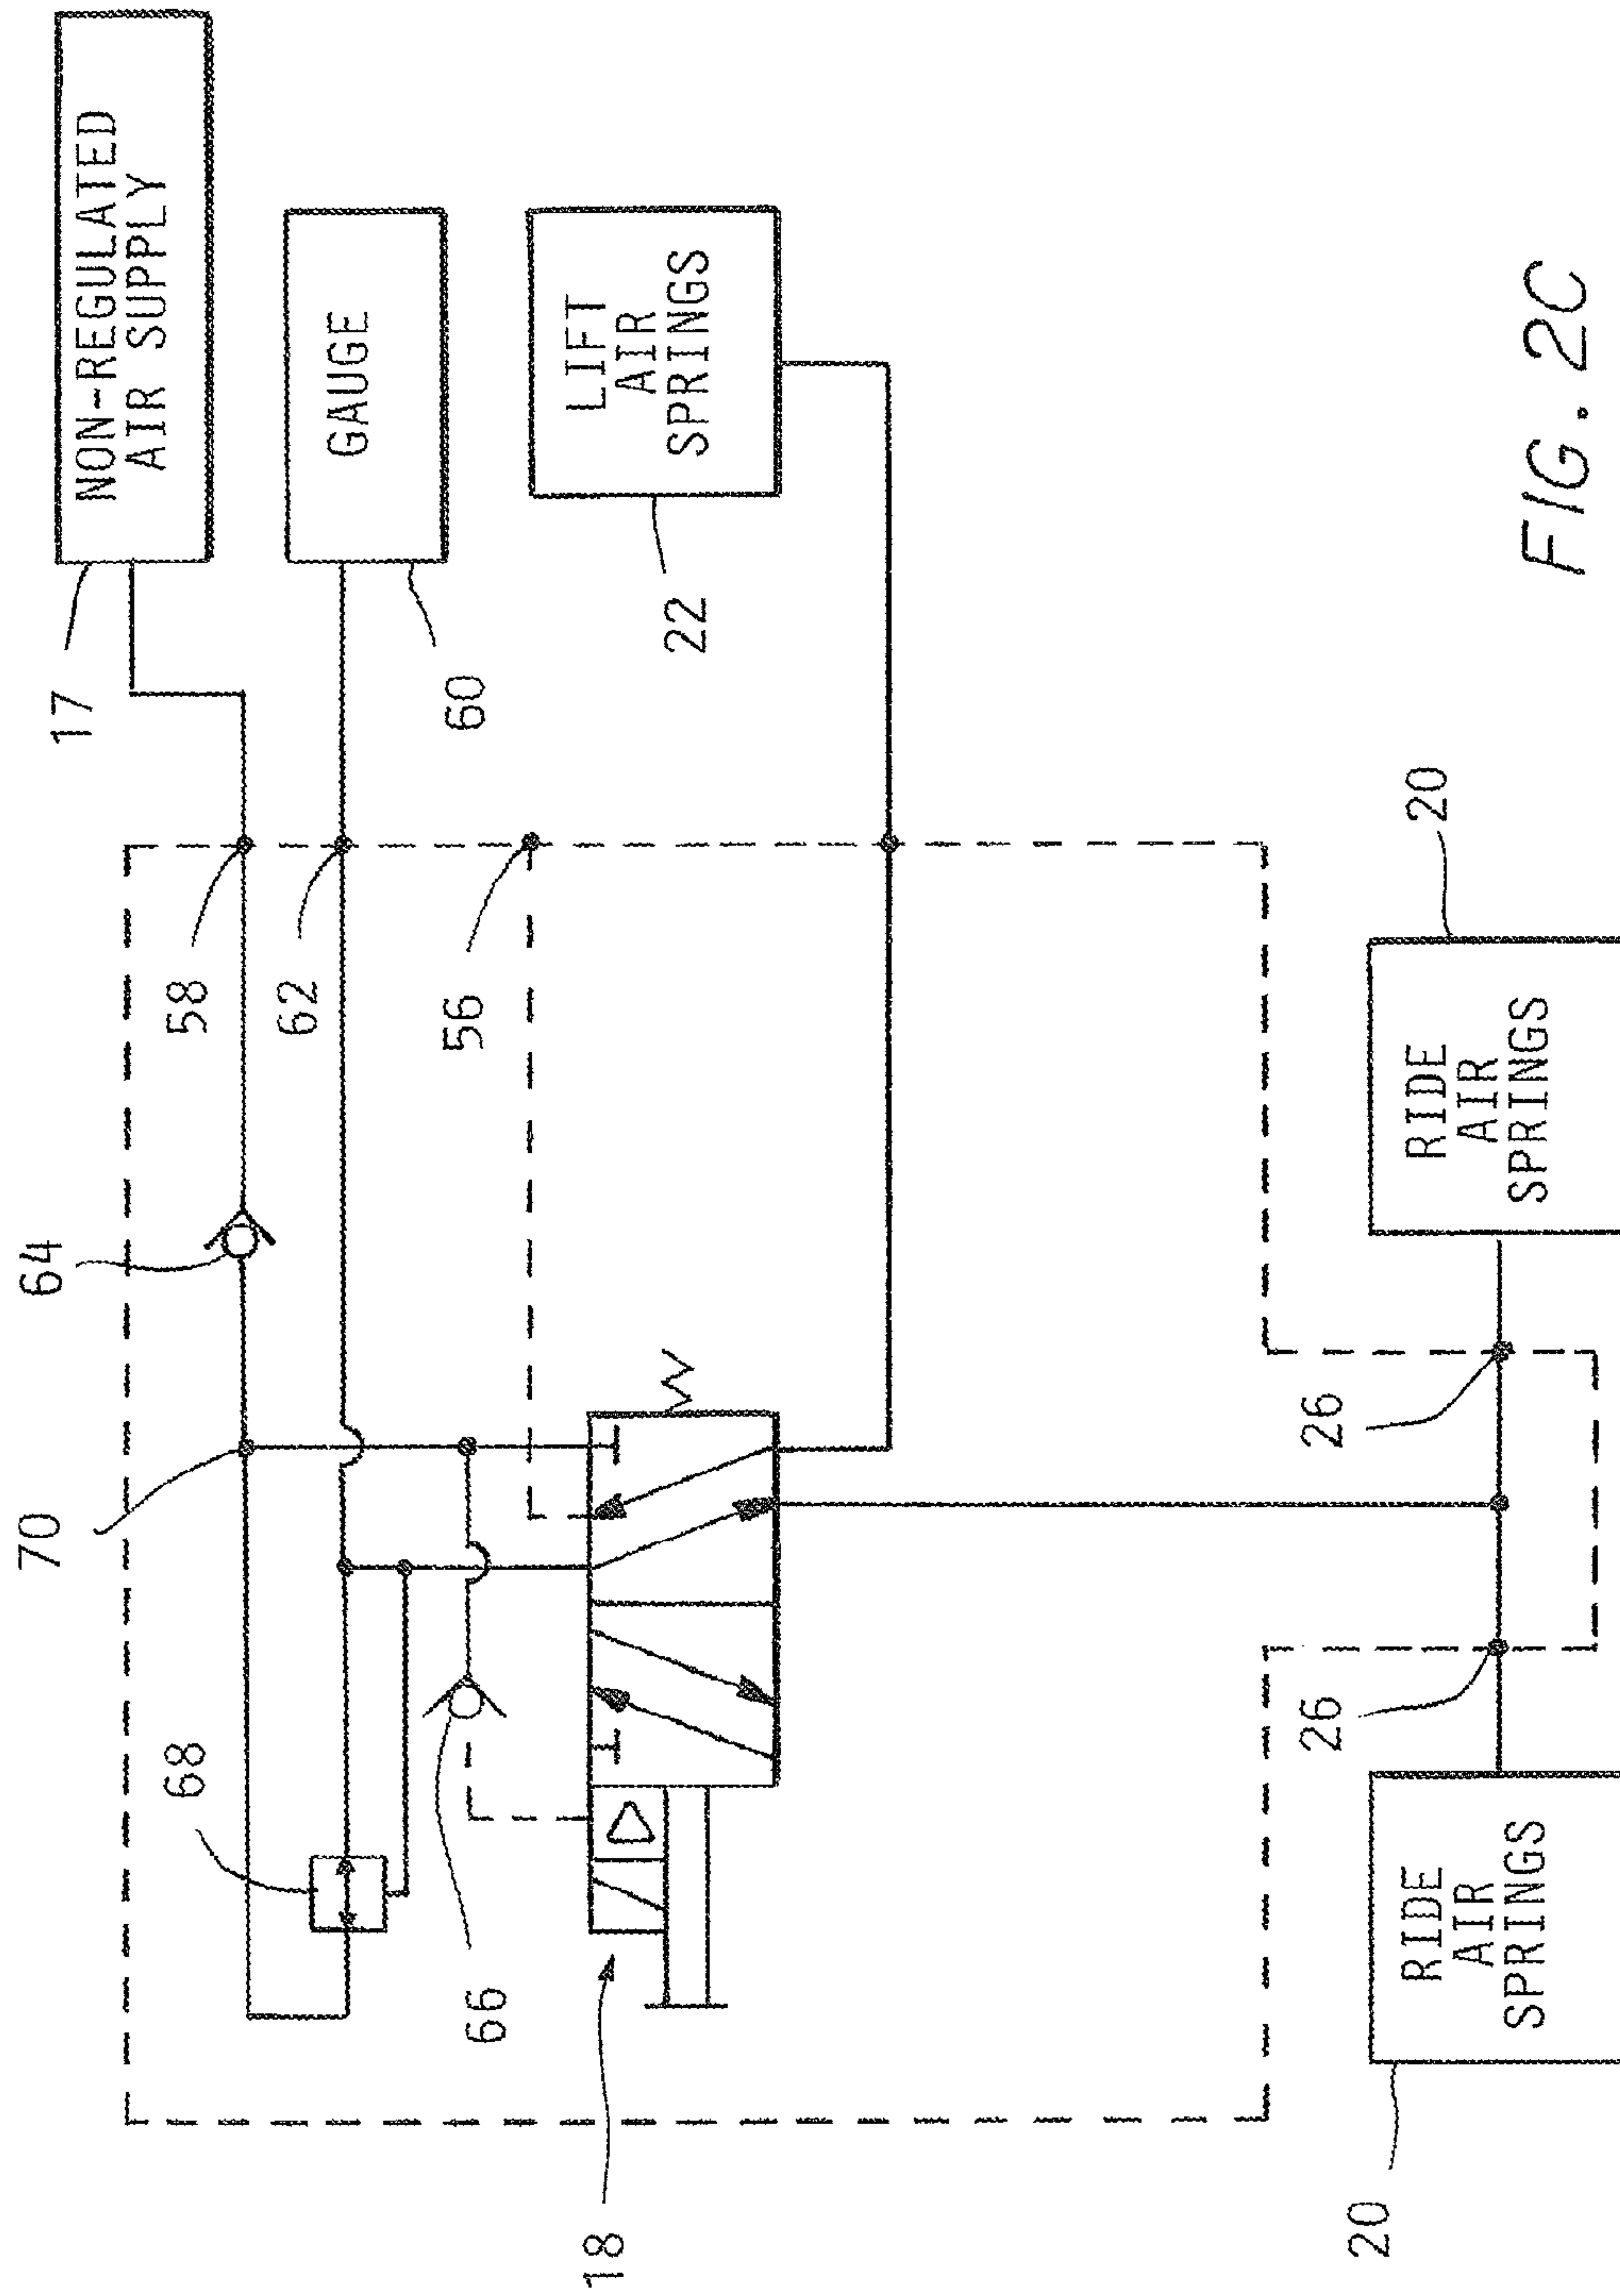 NON-REGULATED
AIR SUPPLY
17
GAUGE
60
LIFT
AIR
SPRINGS
22
58
62
56
64
70
68
66
18
RIDE
AIR
SPRINGS
20
26
26
RIDE
AIR
SPRINGS
20
FIG. 2C